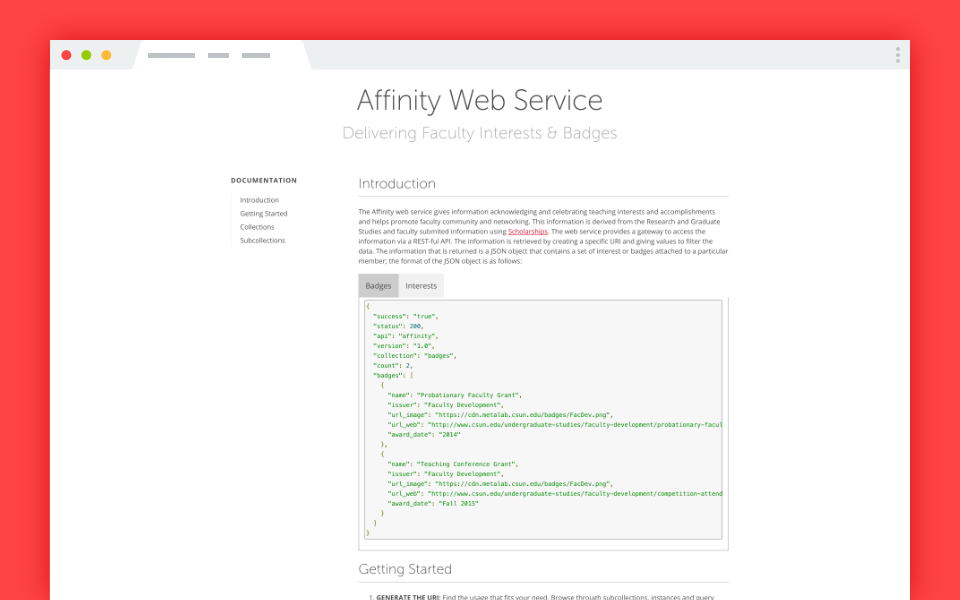 Affinity Web Service
Delivering Faculty Interests & Badges
DOCUMENTATION
Introduction
Getting Started
Collections
Subcollections
Introduction
The Affinity web service gives information acknowledging and celebrating teaching interests and accomplishments
and helps promote faculty community and networking. This information is derived from the Research and Graduate
Studies and faculty submited information using Scholarships. The web service provides a gateway to access the
information via a REST-ful API. The information is retrieved by creating a specific URI and giving values to filter the
data. The information that is returned is a JSON object that contains a set of interest or badges attached to a particular
member; the format of the JSON object is as follows:
Badges Interests
{
"success": "true",
"status": 200,
"api": "affinity",
"version": "1.0",
"collection": "badges",
"count": 2,
"badges": [
{
"name": "Probationary Faculty Grant",
"issuer": "Faculty Development",
"url_image": "https://cdn.metalab.csun.edu/badges/FacDev.png",
"url_web": "http://www.csun.edu/undergraduate-studies/faculty-development/probationary-facul
"award_date": "2014"
},
{
"name": "Teaching Conference Grant",
"issuer": "Faculty Development",
"url_image": "https://cdn.metalab.csun.edu/badges/FacDev.png",
"url_web": "http://www.csun.edu/undergraduate-studies/faculty-development/competition-attend
"award_date": "Fall 2015"
}
]
}
Getting Started
1. GENERATE THE URI: Find the usage that fits your need. Browse through subcollections, instances and query